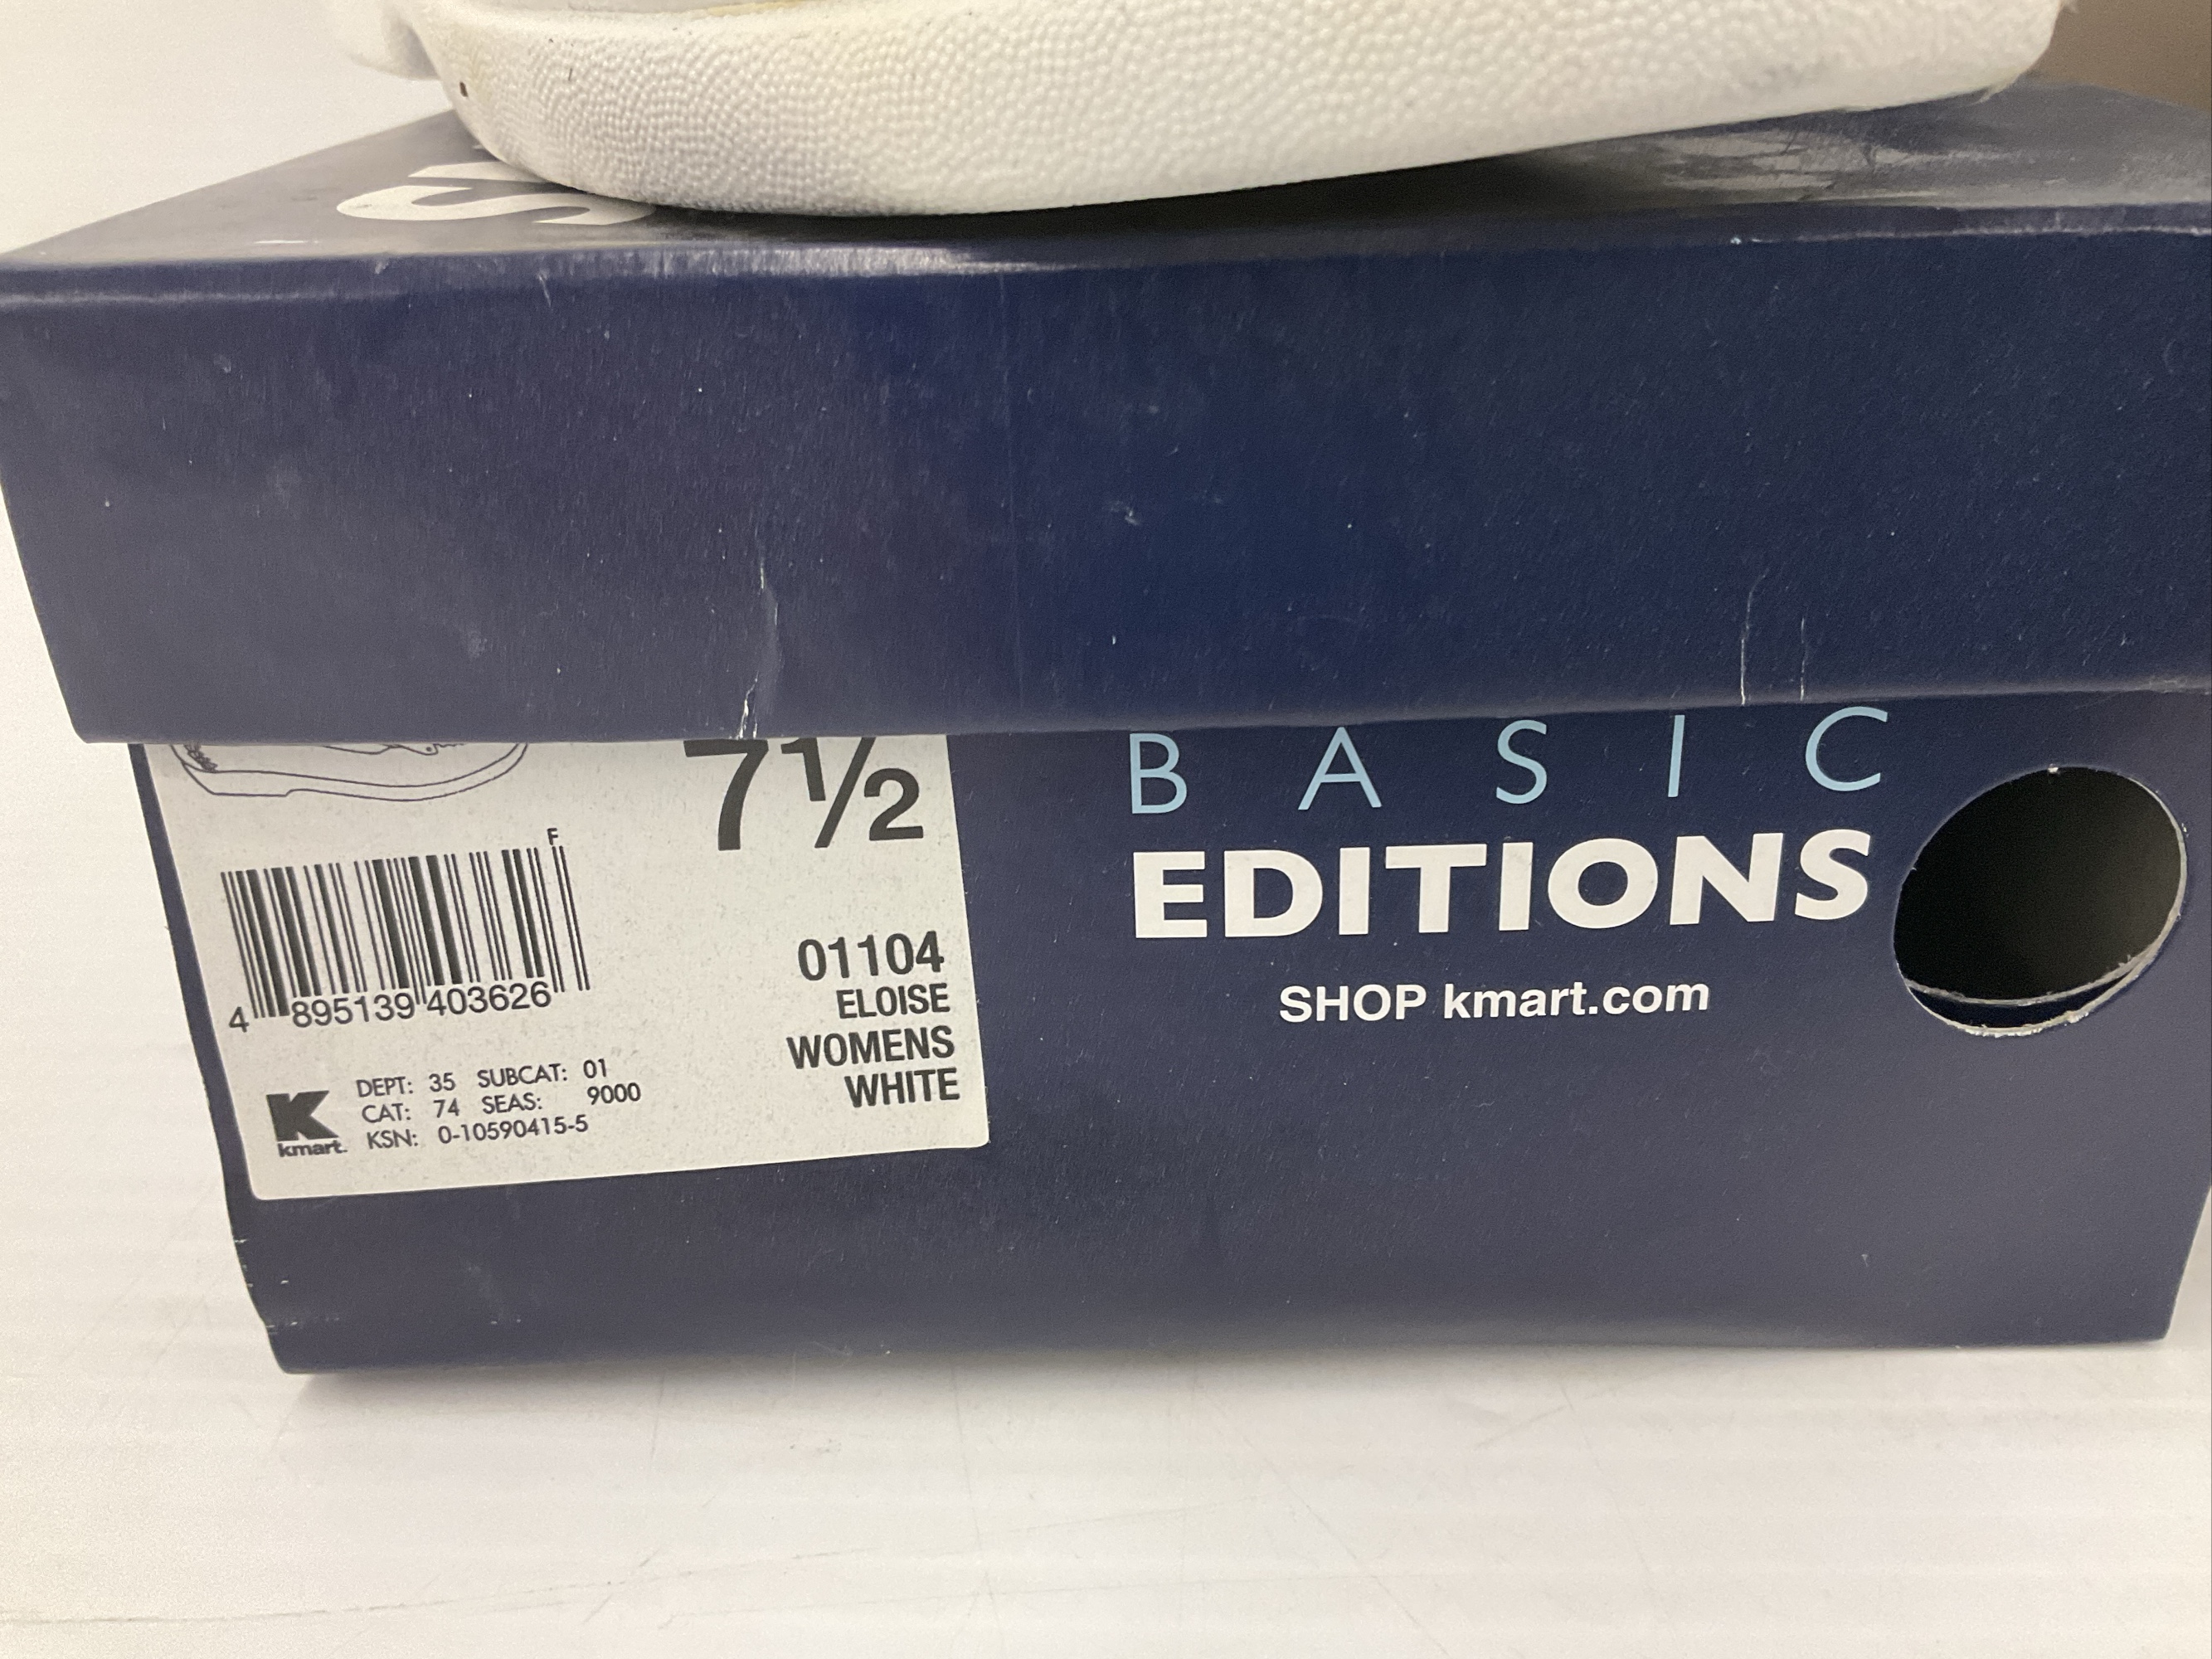 IS
7½
F
4 895139 403626
01104
ELOISE
WOMENS
WHITE
K
kmart.
DEPT: 35 SUBCAT: 01
CAT: 74 SEAS: 9000
KSN: 0-10590415-5
BASIC
EDITIONS
SHOP kmart.com